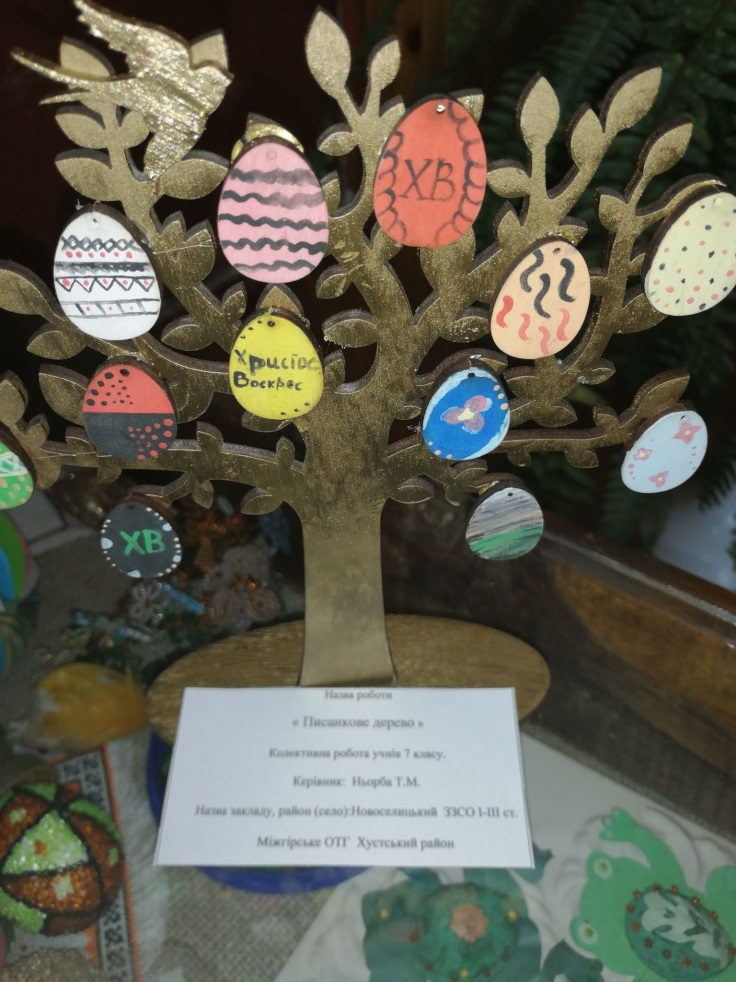 ХВ
Христос
Воскрес
ХВ
Назва роботи
« Писанкове дерево »
Колективна робота учнів 7 класу.
Керівник: Ньорба Т.М.
Назва закладу, район (село):Новоселицький ЗЗСО І-ІІІ ст.
Міжгірське ОТГ Хустський район